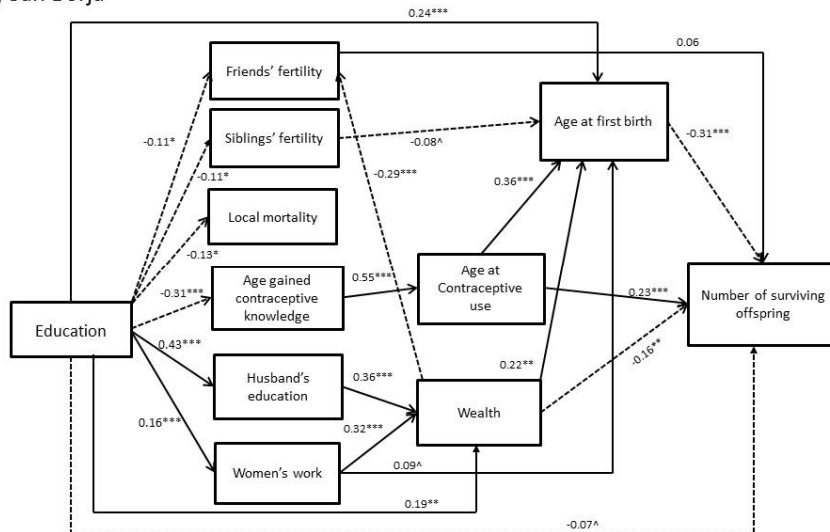 0.24***
Friends' fertility
0.06
Siblings' fertility
Age at first birth
-0.11*
-0.08^
-0.31***
-0.11*
-0.29***
0.36***
Local mortality
-0.13*
-0.31***
Age gained
contraceptive
knowledge
0.55***
Age at
Contraceptive
use
0.23***
Number of surviving
offspring
Education
0.43***
0.22**
-0.16**
Husband's
education
0.36***
Wealth
0.16***
0.32***
Women's work
0.09^
0.19**
-0.07^